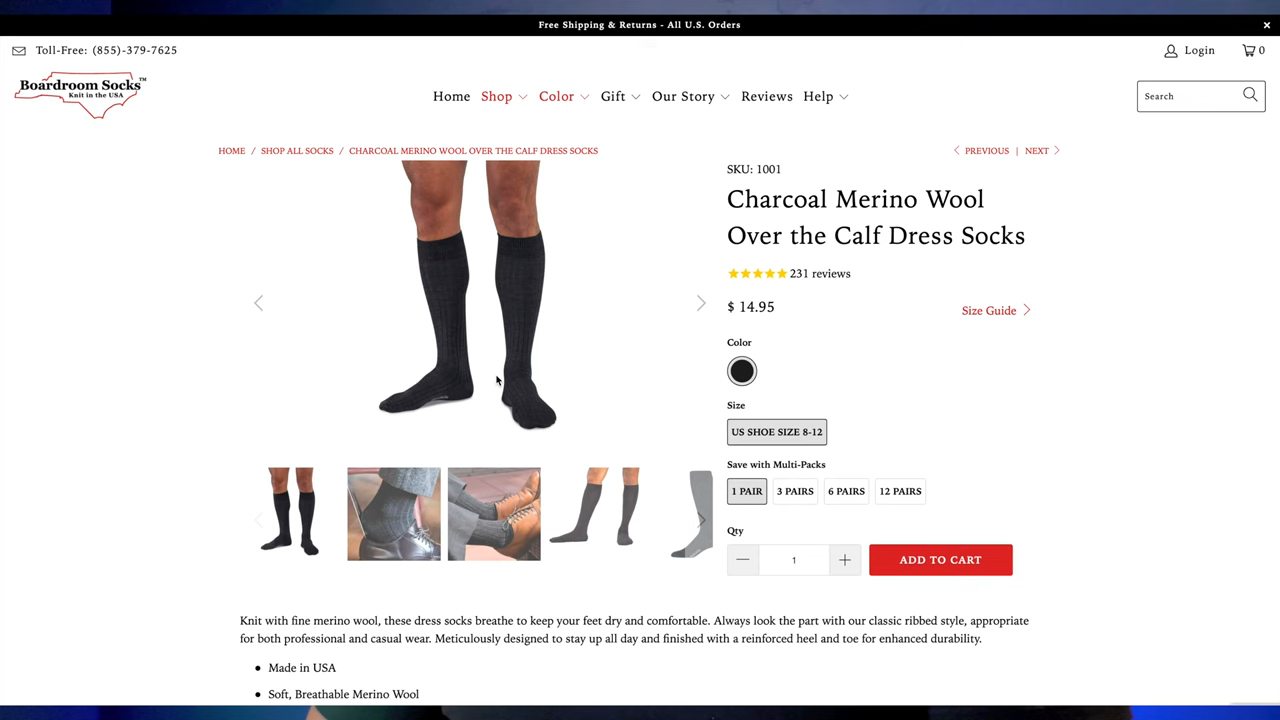 Free Shipping & Returns - All U.S. Orders
Toll-Free: (855)-379-7625
Login
0
Boardroom Socks™
Knit in the USA
Home Shop Color Gift Our Story Reviews Help
Search
HOME / SHOP ALL SOCKS / CHARCOAL MERINO WOOL OVER THE CALF DRESS SOCKS
PREVIOUS | NEXT
SKU: 1001
Charcoal Merino Wool
Over the Calf Dress Socks
231 reviews
$ 14.95
Size Guide
Color
Size
US SHOE SIZE 8-12
Save with Multi-Packs
1 PAIR 3 PAIRS 6 PAIRS 12 PAIRS
Qty
1
ADD TO CART
Knit with fine merino wool, these dress socks breathe to keep your feet dry and comfortable. Always look the part with our classic ribbed style, appropriate
for both professional and casual wear. Meticulously designed to stay up all day and finished with a reinforced heel and toe for enhanced durability.
• Made in USA
• Soft, Breathable Merino Wool